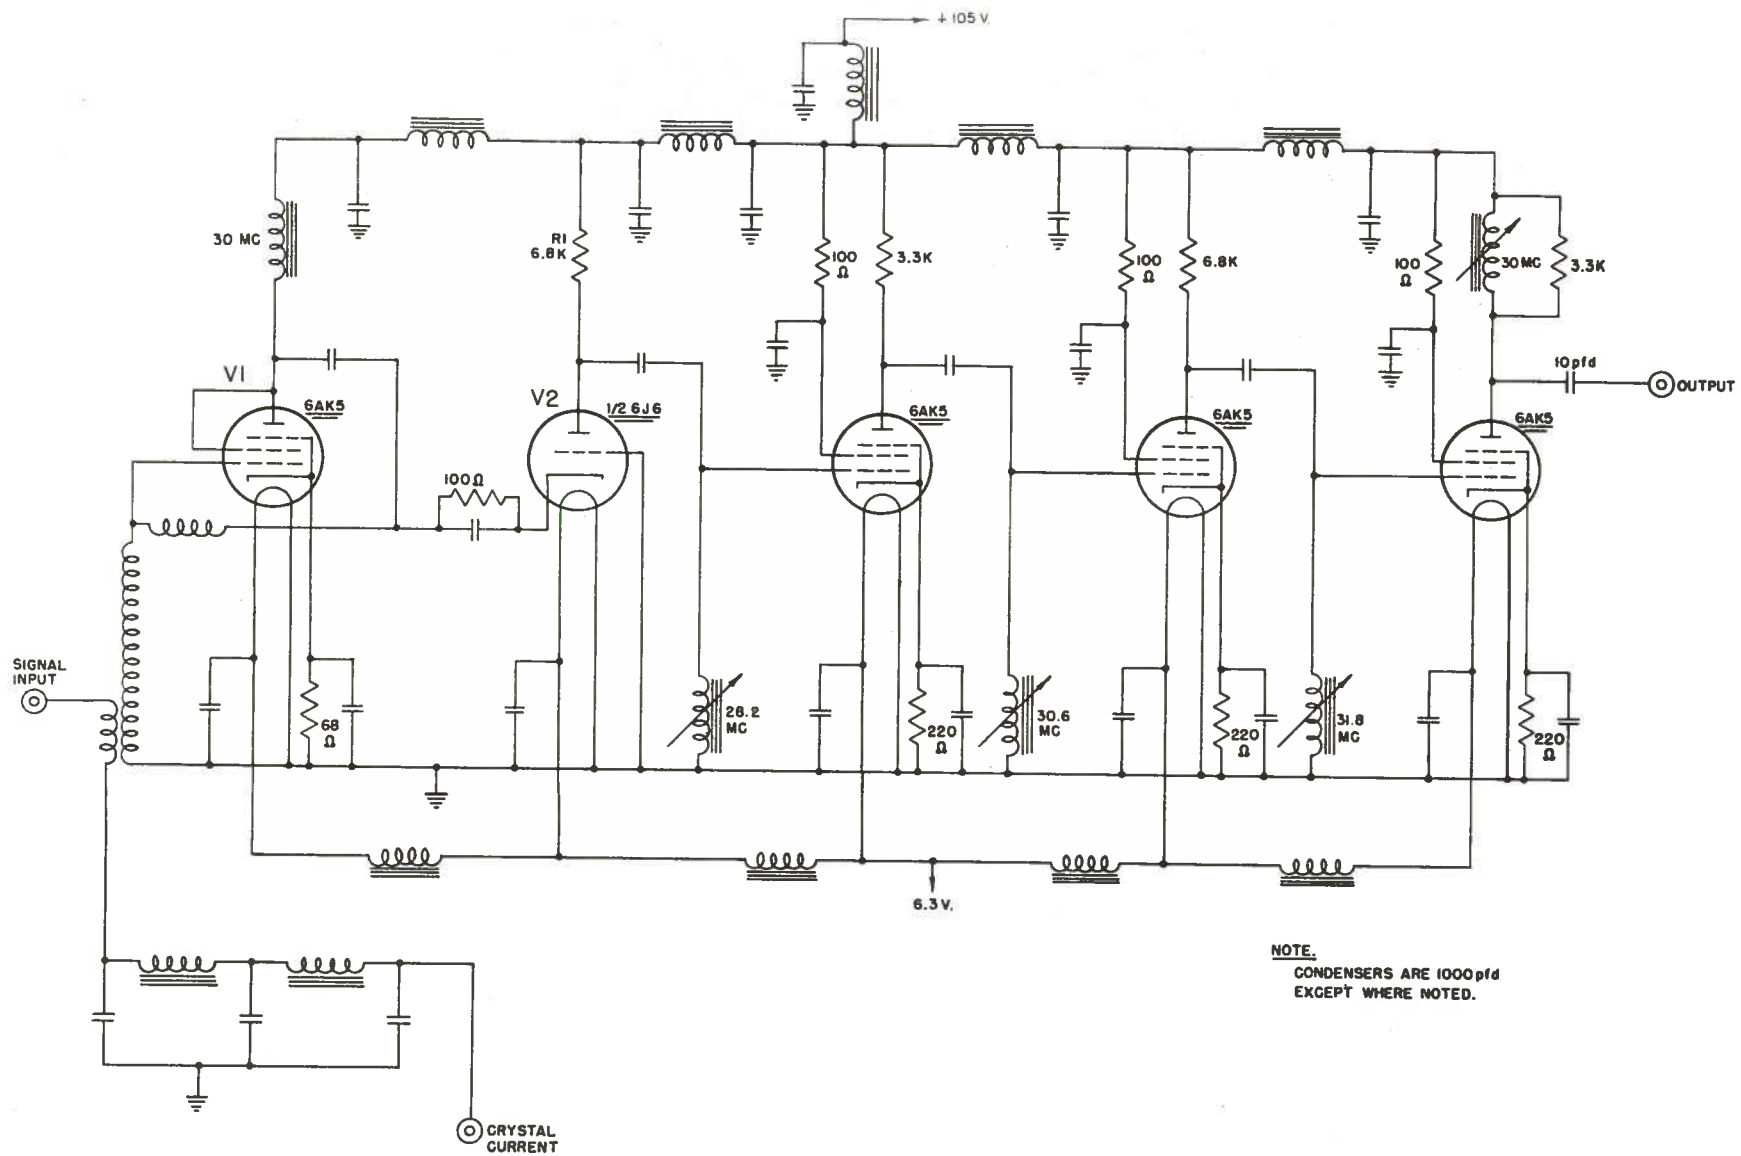 + 105 V.
30 MC
R1
6.8K
100
Ω
3.3K
100
Ω
6.8K
100
Ω
30 MC
3.3K
V1
6AK5
V2
1/2 6J6
6AK5
6AK5
10 pfd
OUTPUT
6AK5
100Ω
SIGNAL
INPUT
68
Ω
28.2
MC
220
Ω
30.6
MC
220
Ω
31.8
MC
220
Ω
6.3 V.
NOTE.
CONDENSERS ARE 1000 pfd
EXCEPT WHERE NOTED.
CRYSTAL
CURRENT